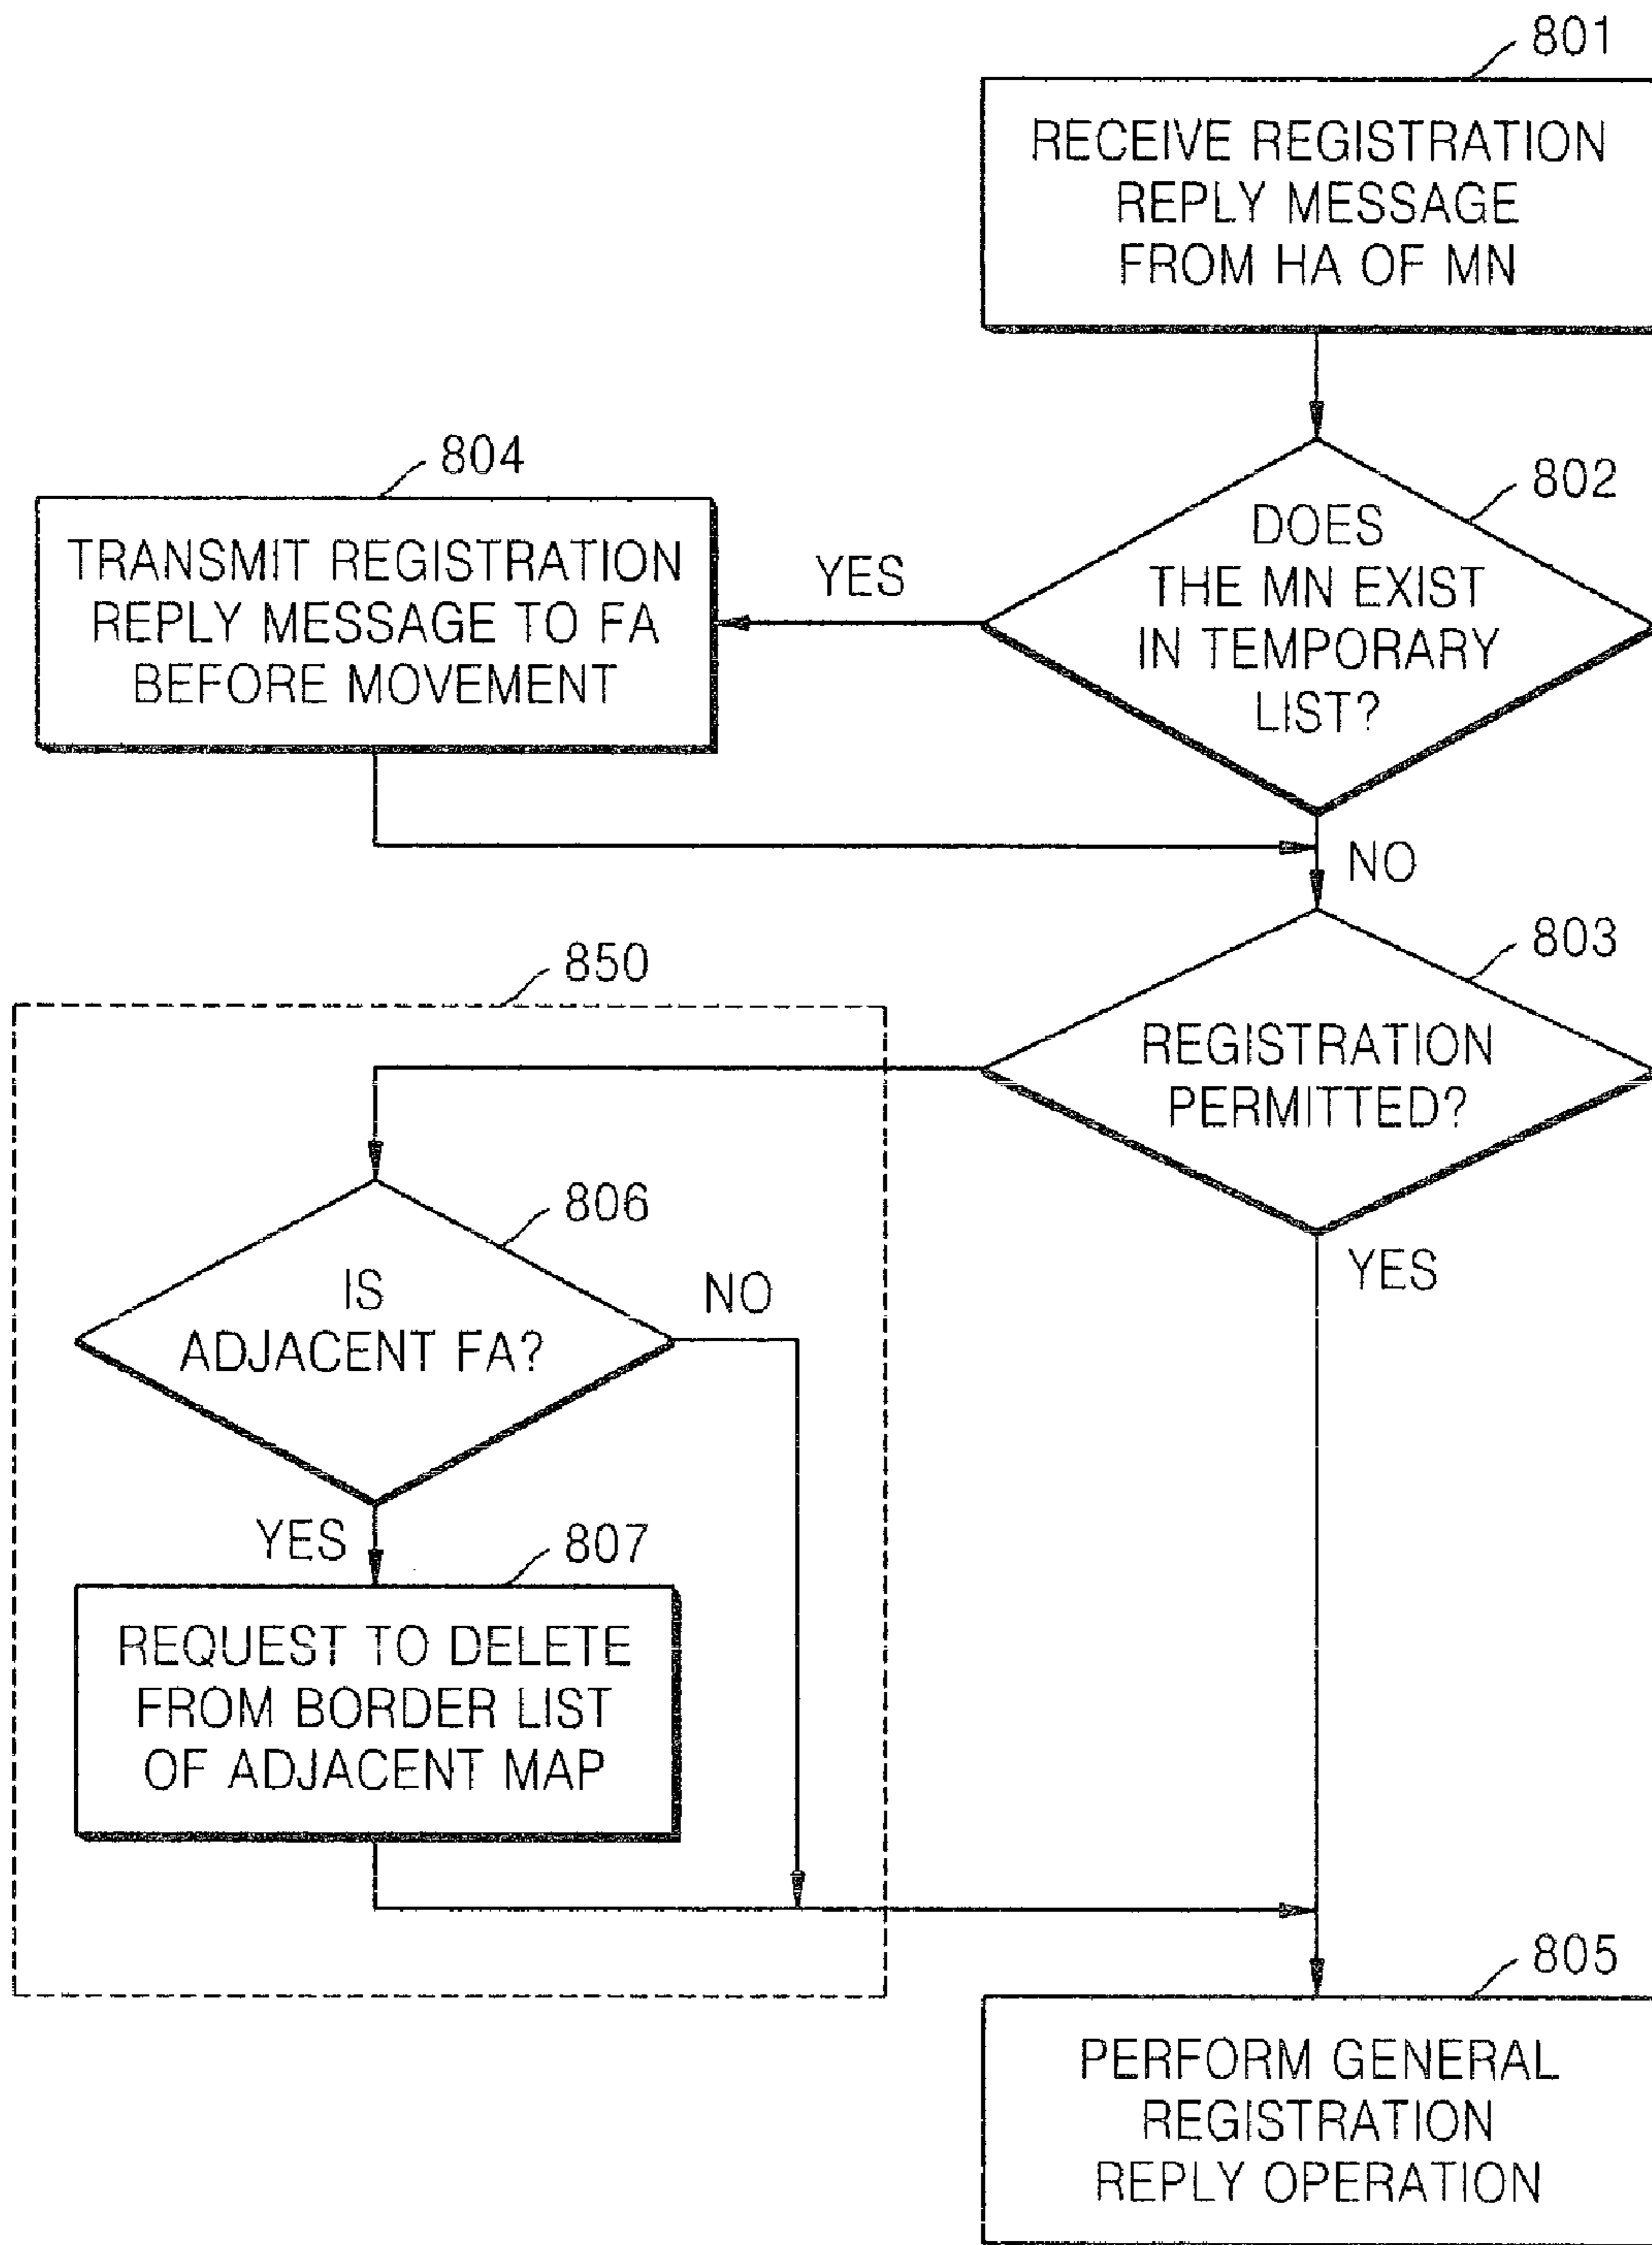 801
RECEIVE REGISTRATION
REPLY MESSAGE
FROM HA OF MN
802
DOES
THE MN EXIST
IN TEMPORARY
LIST?
YES
804
TRANSMIT REGISTRATION
REPLY MESSAGE TO FA
BEFORE MOVEMENT
NO
803
REGISTRATION
PERMITTED?
850
YES
806
IS
ADJACENT FA?
NO
YES
807
REQUEST TO DELETE
FROM BORDER LIST
OF ADJACENT MAP
805
PERFORM GENERAL
REGISTRATION
REPLY OPERATION